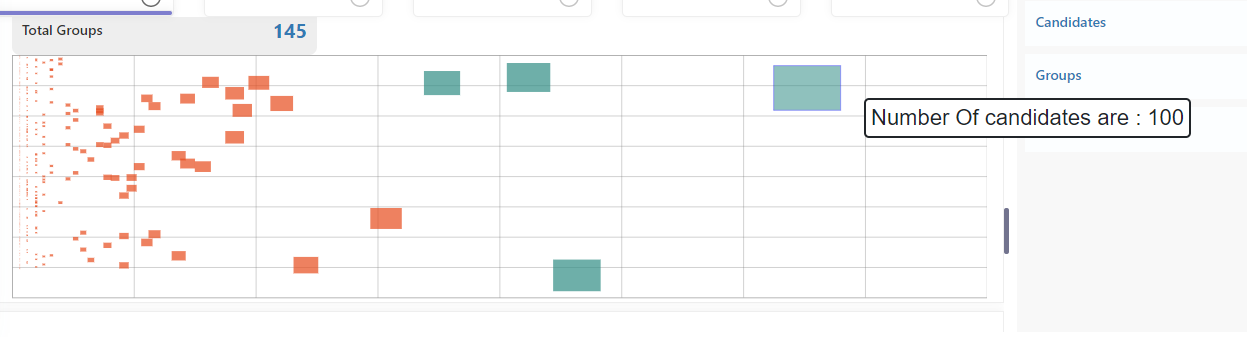 Total Groups 145
Candidates
Groups
Number Of candidates are : 100